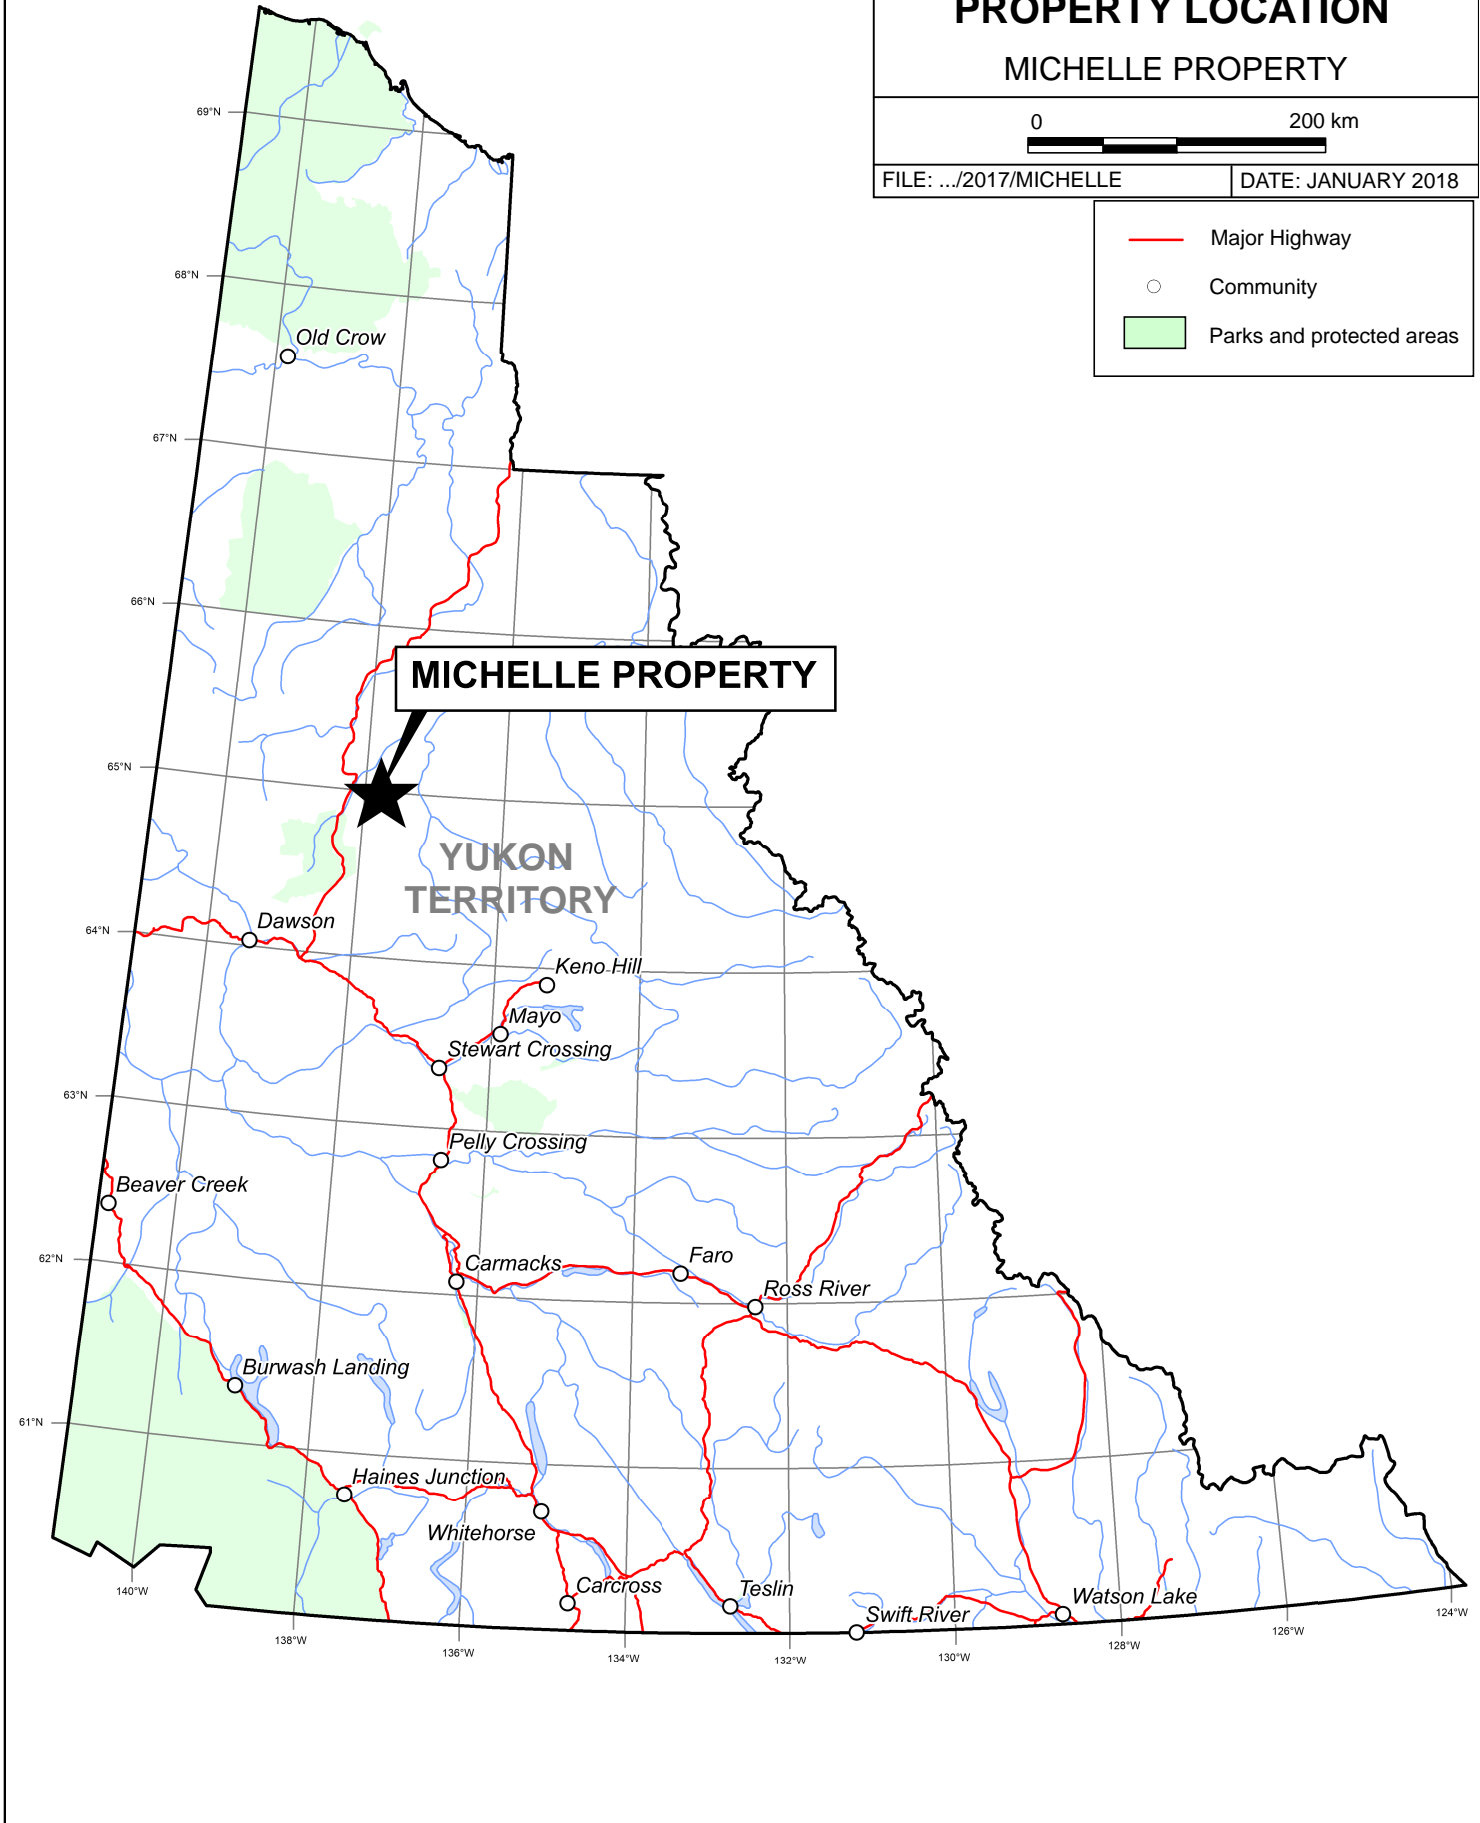 PROPERTY LOCATION
MICHELLE PROPERTY
0 200 km
FILE: .../2017/MICHELLE DATE: JANUARY 2018
Major Highway
Community
Parks and protected areas
69°N
68°N
Old Crow
67°N
66°N
MICHELLE PROPERTY
65°N
YUKON
TERRITORY
Dawson
64°N
Keno Hill
Mayo
Stewart Crossing
63°N
Pelly Crossing
Beaver Creek
62°N
Carmacks
Faro
Ross River
Burwash Landing
61°N
Haines Junction
Whitehorse
Carcross
Teslin
Swift River
Watson Lake
140°W
138°W
136°W
134°W
132°W
130°W
128°W
126°W
124°W